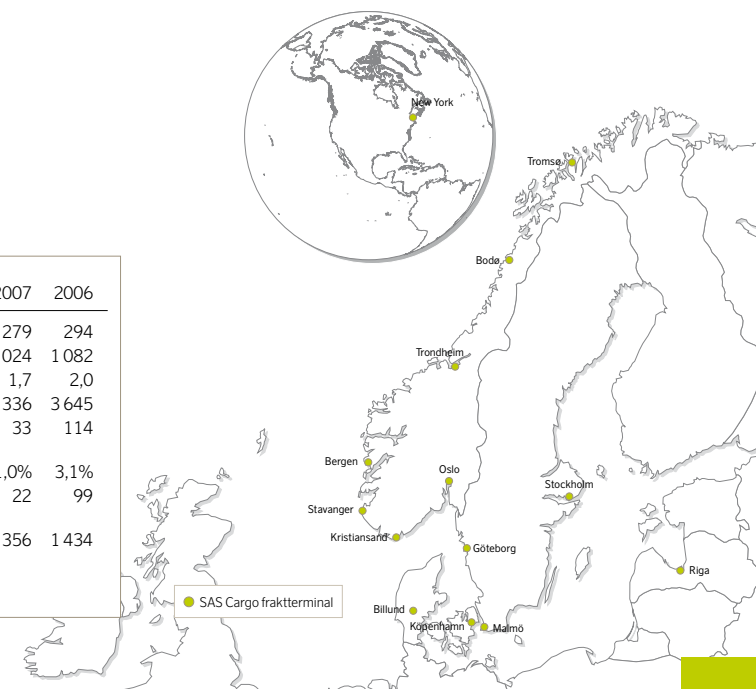 New York
Tromsø
Bodø
2007 2006
279 294
024 1 082
1,7 2,0
336 3 645
33 114
,0% 3,1%
22 99
356 1 434
Trondheim
Bergen
Oslo
Stockholm
Stavanger
Kristiansand
Göteborg
Riga
SAS Cargo fraktterminal
Billund
Köpenhamn
Malmö